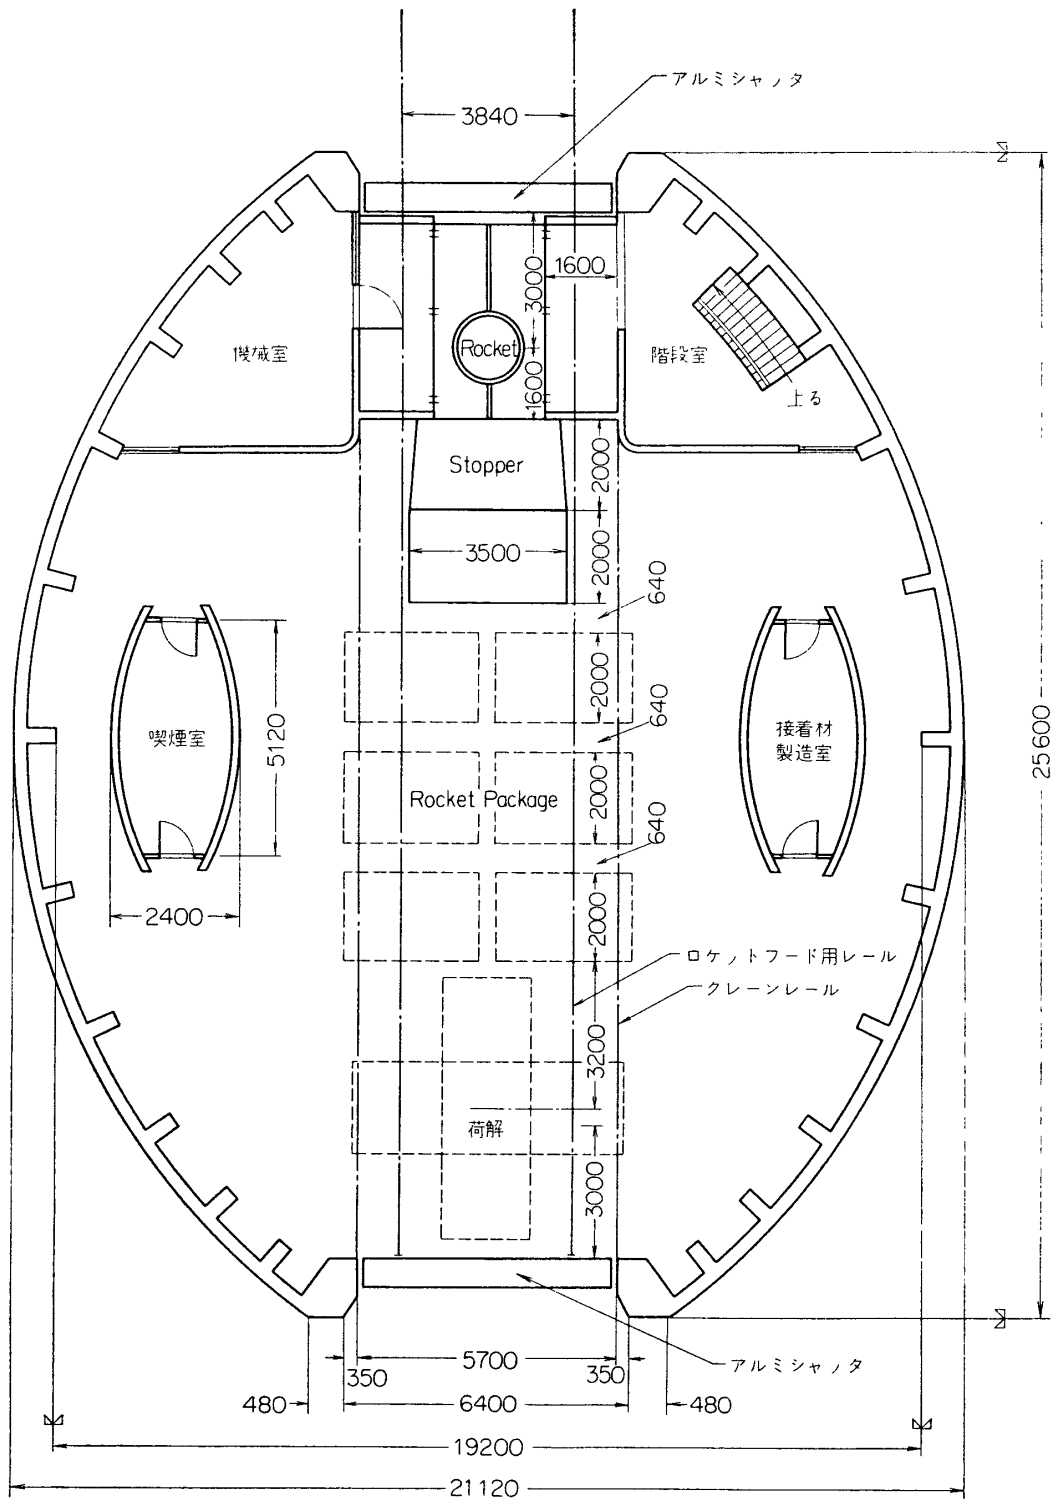 アルミシャッタ
3840
3000
1600
機械室
Rocket
階段室
1600
上る
Stopper
2000
3500
2000
640
2000
喫煙室
5120
640
接着材
製造室
25600
Rocket Package
2000
640
2400
2000
ロケットフード用レール
クレーンレール
3200
荷解
3000
5700
アルミシャッタ
350
350
480
6400
480
19200
21120